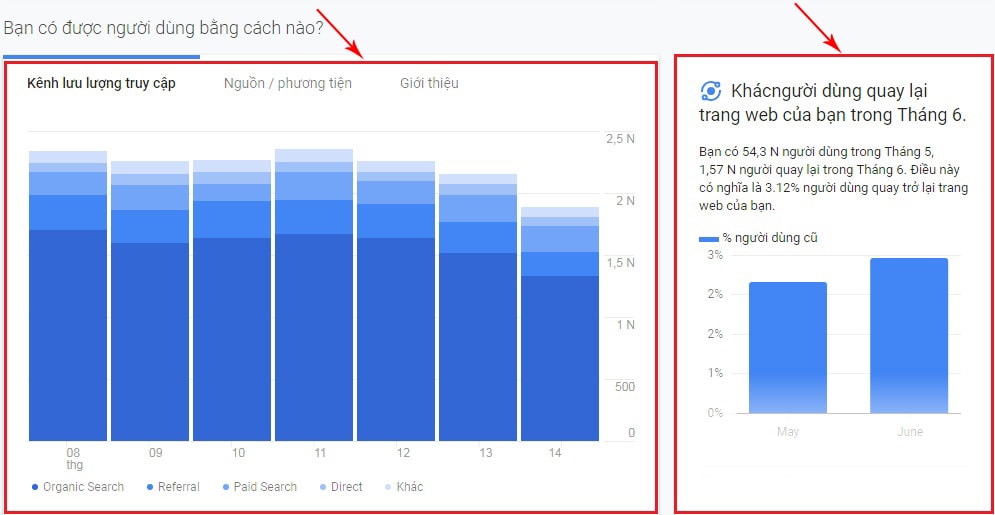 Bạn có được người dùng bằng cách nào?
Kênh lưu lượng truy cập
Nguồn / phương tiện
Giới thiệu
2,5 N
2 N
1,5 N
1 N
500
0
08
thg
09
10
11
12
13
14
Organic Search
Referral
Paid Search
Direct
Khác
Khácngười dùng quay lại
trang web của bạn trong Tháng 6.
Bạn có 54,3 N người dùng trong Tháng 5,
1,57 N người quay lại trong Tháng 6. Điều này
có nghĩa là 3.12% người dùng quay trở lại trang
web của bạn.
% người dùng cũ
3%
2%
2%
1%
0%
May
June